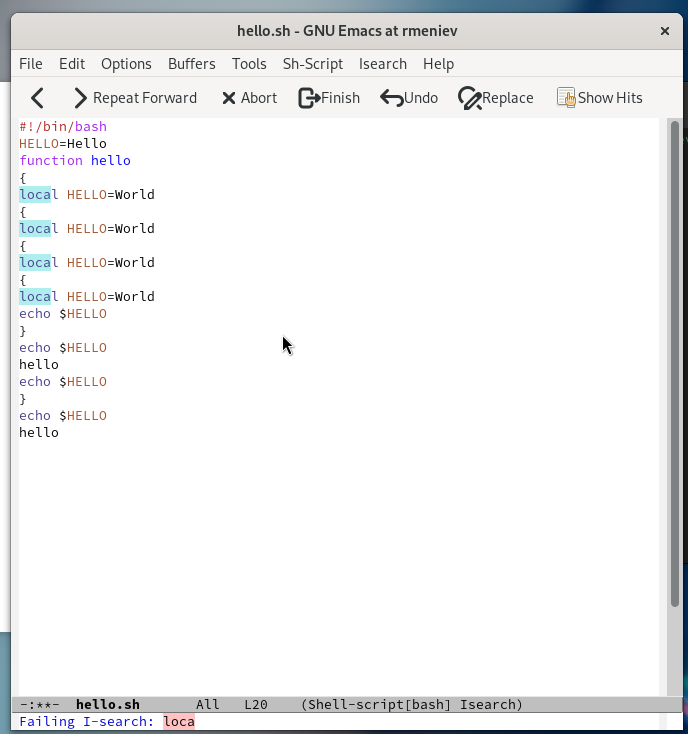 hello.sh - GNU Emacs at rmeniev
File Edit Options Buffers Tools Sh-Script Isearch Help
Repeat Forward Abort Finish Undo Replace Show Hits
#!/bin/bash
HELLO=Hello
function hello
{
local HELLO=World
{
local HELLO=World
{
local HELLO=World
{
local HELLO=World
echo $HELLO
}
echo $HELLO
hello
echo $HELLO
}
echo $HELLO
hello
-:**- hello.sh All L20 (Shell-script[bash] Isearch)
Failing I-search: loca